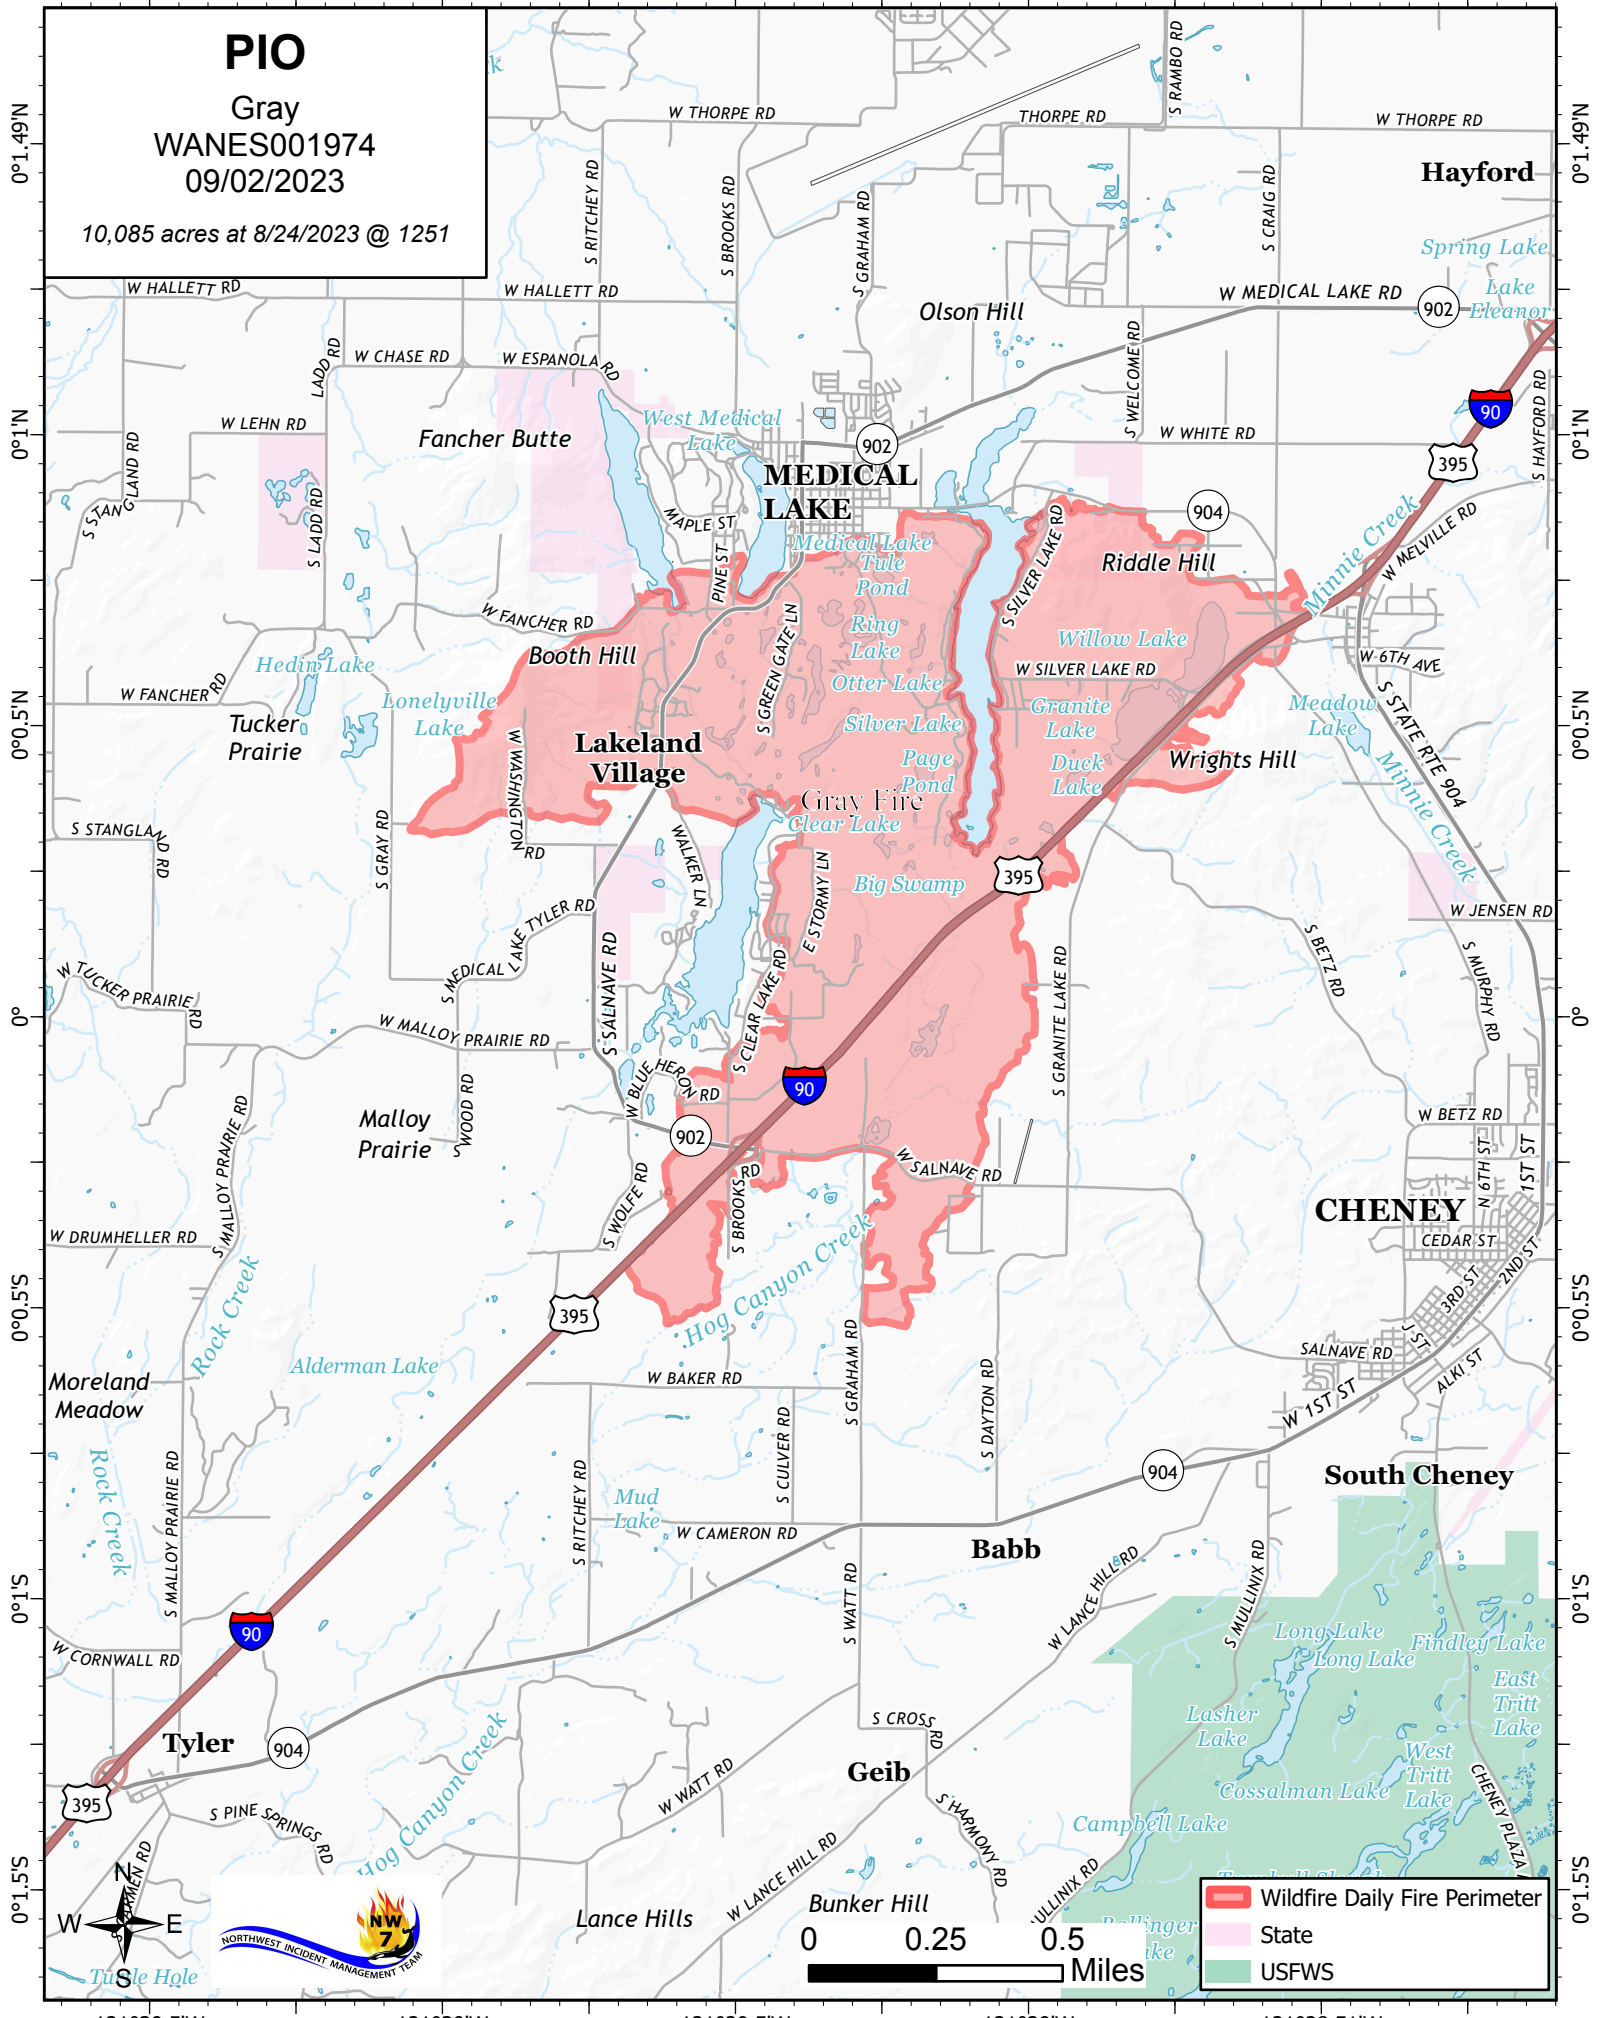 PIO
Gray
WANES001974
09/02/2023
10,085 acres at 8/24/2023 @ 1251
W THORPE RD
THORPE RD
S RAMBO RD
W THORPE RD
Hayford
S RITCHEY RD
S BROOKS RD
S GRAHAM RD
S CRAIG RD
Spring Lake
Lake
Eleanor
W HALLETT RD
W HALLETT RD
Olson Hill
W MEDICAL LAKE RD
902
LADD RD
W CHASE RD
W ESPANOLA RD
S WELCOME RD
S HAYFORD RD
90
395
W LEHN RD
Fancher Butte
West Medical
Lake
902
W WHITE RD
S STANGLAND RD
S LADD RD
MEDICAL
LAKE
MAPLE ST
PINE ST
904
Medical Lake
Tule
Pond
S SILVER LAKE RD
Riddle Hill
Minnie Creek
W MELVILLE RD
W FANCHER RD
Booth Hill
S GREEN GATE LN
Ring
Lake
Willow Lake
W 6TH AVE
Hedin Lake
W FANCHER RD
Lonelyville
Lake
Otter Lake
W SILVER LAKE RD
Tucker
Prairie
Silver Lake
Granite
Lake
Meadow
Lake
S STATE RTE 904
Lakeland
Village
W WASHINGTON RD
Page
Pond
Duck
Lake
Wrights Hill
Minnie Creek
Gray Fire
Clear Lake
S STANGLAND RD
S GRAY RD
WALKER LN
E STORMY LN
Big Swamp
395
W JENSEN RD
S MEDICAL LAKE TYLER RD
S SALNAVE RD
S CLEAR LAKE RD
S GRANITE LAKE RD
S BETZ RD
S MURPHY RD
W TUCKER PRAIRIE RD
W MALLOY PRAIRIE RD
W BLUE HERON RD
90
S MALLOY PRAIRIE RD
Malloy
Prairie
S WOOD RD
902
W BETZ RD
W SALNAVE RD
N 6TH ST
1ST ST
S WOLFE RD
S BROOKS RD
CHENEY
W DRUMHELLER RD
CEDAR ST
2ND ST
3RD ST
Rock Creek
Hog Canyon Creek
395
J ST
SALNAVE RD
ALKI ST
Alderman Lake
Moreland
Meadow
W BAKER RD
S GRAHAM RD
S DAYTON RD
W 1ST ST
S CULVER RD
Rock Creek
S MALLOY PRAIRIE RD
S RITCHEY RD
904
South Cheney
Mud
Lake
W CAMERON RD
Babb
S WATT RD
W LANCE HILL RD
S MULLINIX RD
90
W CORNWALL RD
Long Lake
Long Lake
Findley Lake
East
Tritt
Lake
Tyler
904
S CROSS RD
Lasher
Lake
West
Tritt
Lake
Geib
395
W WATT RD
Cossalman Lake
CHENEY PLAZA
S PINE SPRINGS RD
Hog Canyon Creek
S HARMONY RD
Campbell Lake
W LANCE HILL RD
Lance Hills
Bunker Hill
N
W E
S
NW
7
NORTHWEST INCIDENT MANAGEMENT TEAM
0 0.25 0.5
Miles
Wildfire Daily Fire Perimeter
State
USFWS
0°1.49'N
0°1'N
0°0.5'N
0°
0°0.5'S
0°1'S
0°1.5'S
0°1.49'N
0°1'N
0°0.5'N
0°
0°0.5'S
0°1'S
0°1.5'S